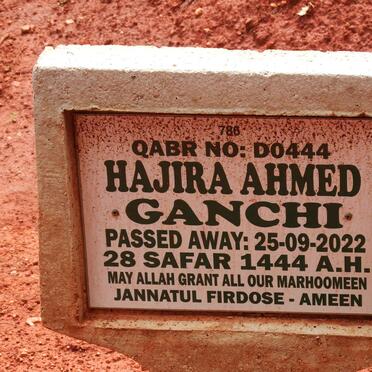 786
QABR NO: D0444
HAJIRA AHMED
GANCHI
PASSED AWAY: 25-09-2022
28 SAFAR 1444 A.H.
MAY ALLAH GRANT ALL OUR MARHOOMEEN
JANNATUL FIRDOSE - AMEEN